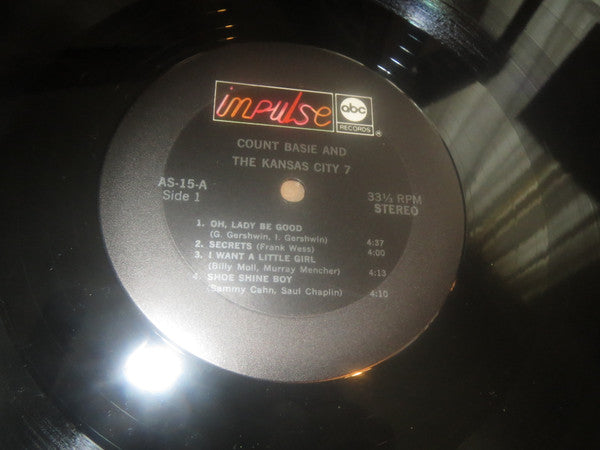 impulse
abc
RECORDS
®
COUNT BASIE AND
THE KANSAS CITY 7
AS-15-A
Side 1
33⅓ RPM
STEREO
1. OH, LADY BE GOOD
(G. Gershwin, I. Gershwin) 4:37
2. SECRETS (Frank Wess) 4:00
3. I WANT A LITTLE GIRL
(Billy Moll, Murray Mencher) 4:13
4. SHOE SHINE BOY
(Sammy Cahn, Saul Chaplin) 4:10